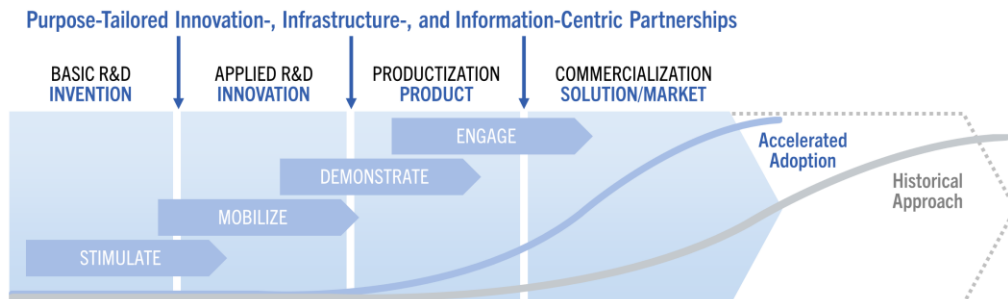 Purpose-Tailored Innovation-, Infrastructure-, and Information-Centric Partnerships
BASIC R&D
INVENTION
APPLIED R&D
INNOVATION
PRODUCTIZATION
PRODUCT
COMMERCIALIZATION
SOLUTION/MARKET
ENGAGE
DEMONSTRATE
MOBILIZE
STIMULATE
Accelerated
Adoption
Historical
Approach